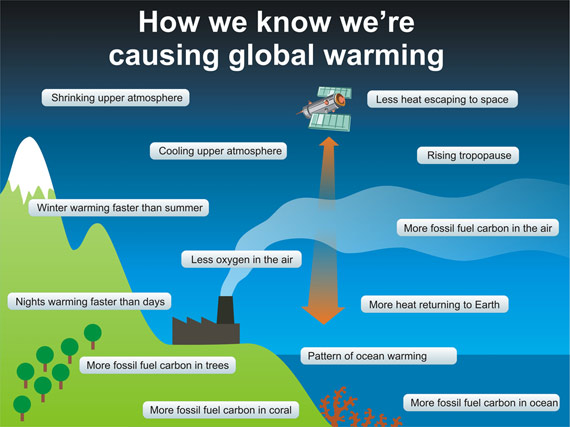 How we know we're
causing global warming
Shrinking upper atmosphere
Less heat escaping to space
Cooling upper atmosphere
Rising tropopause
Winter warming faster than summer
More fossil fuel carbon in the air
Less oxygen in the air
Nights warming faster than days
More heat returning to Earth
Pattern of ocean warming
More fossil fuel carbon in trees
More fossil fuel carbon in coral
More fossil fuel carbon in ocean